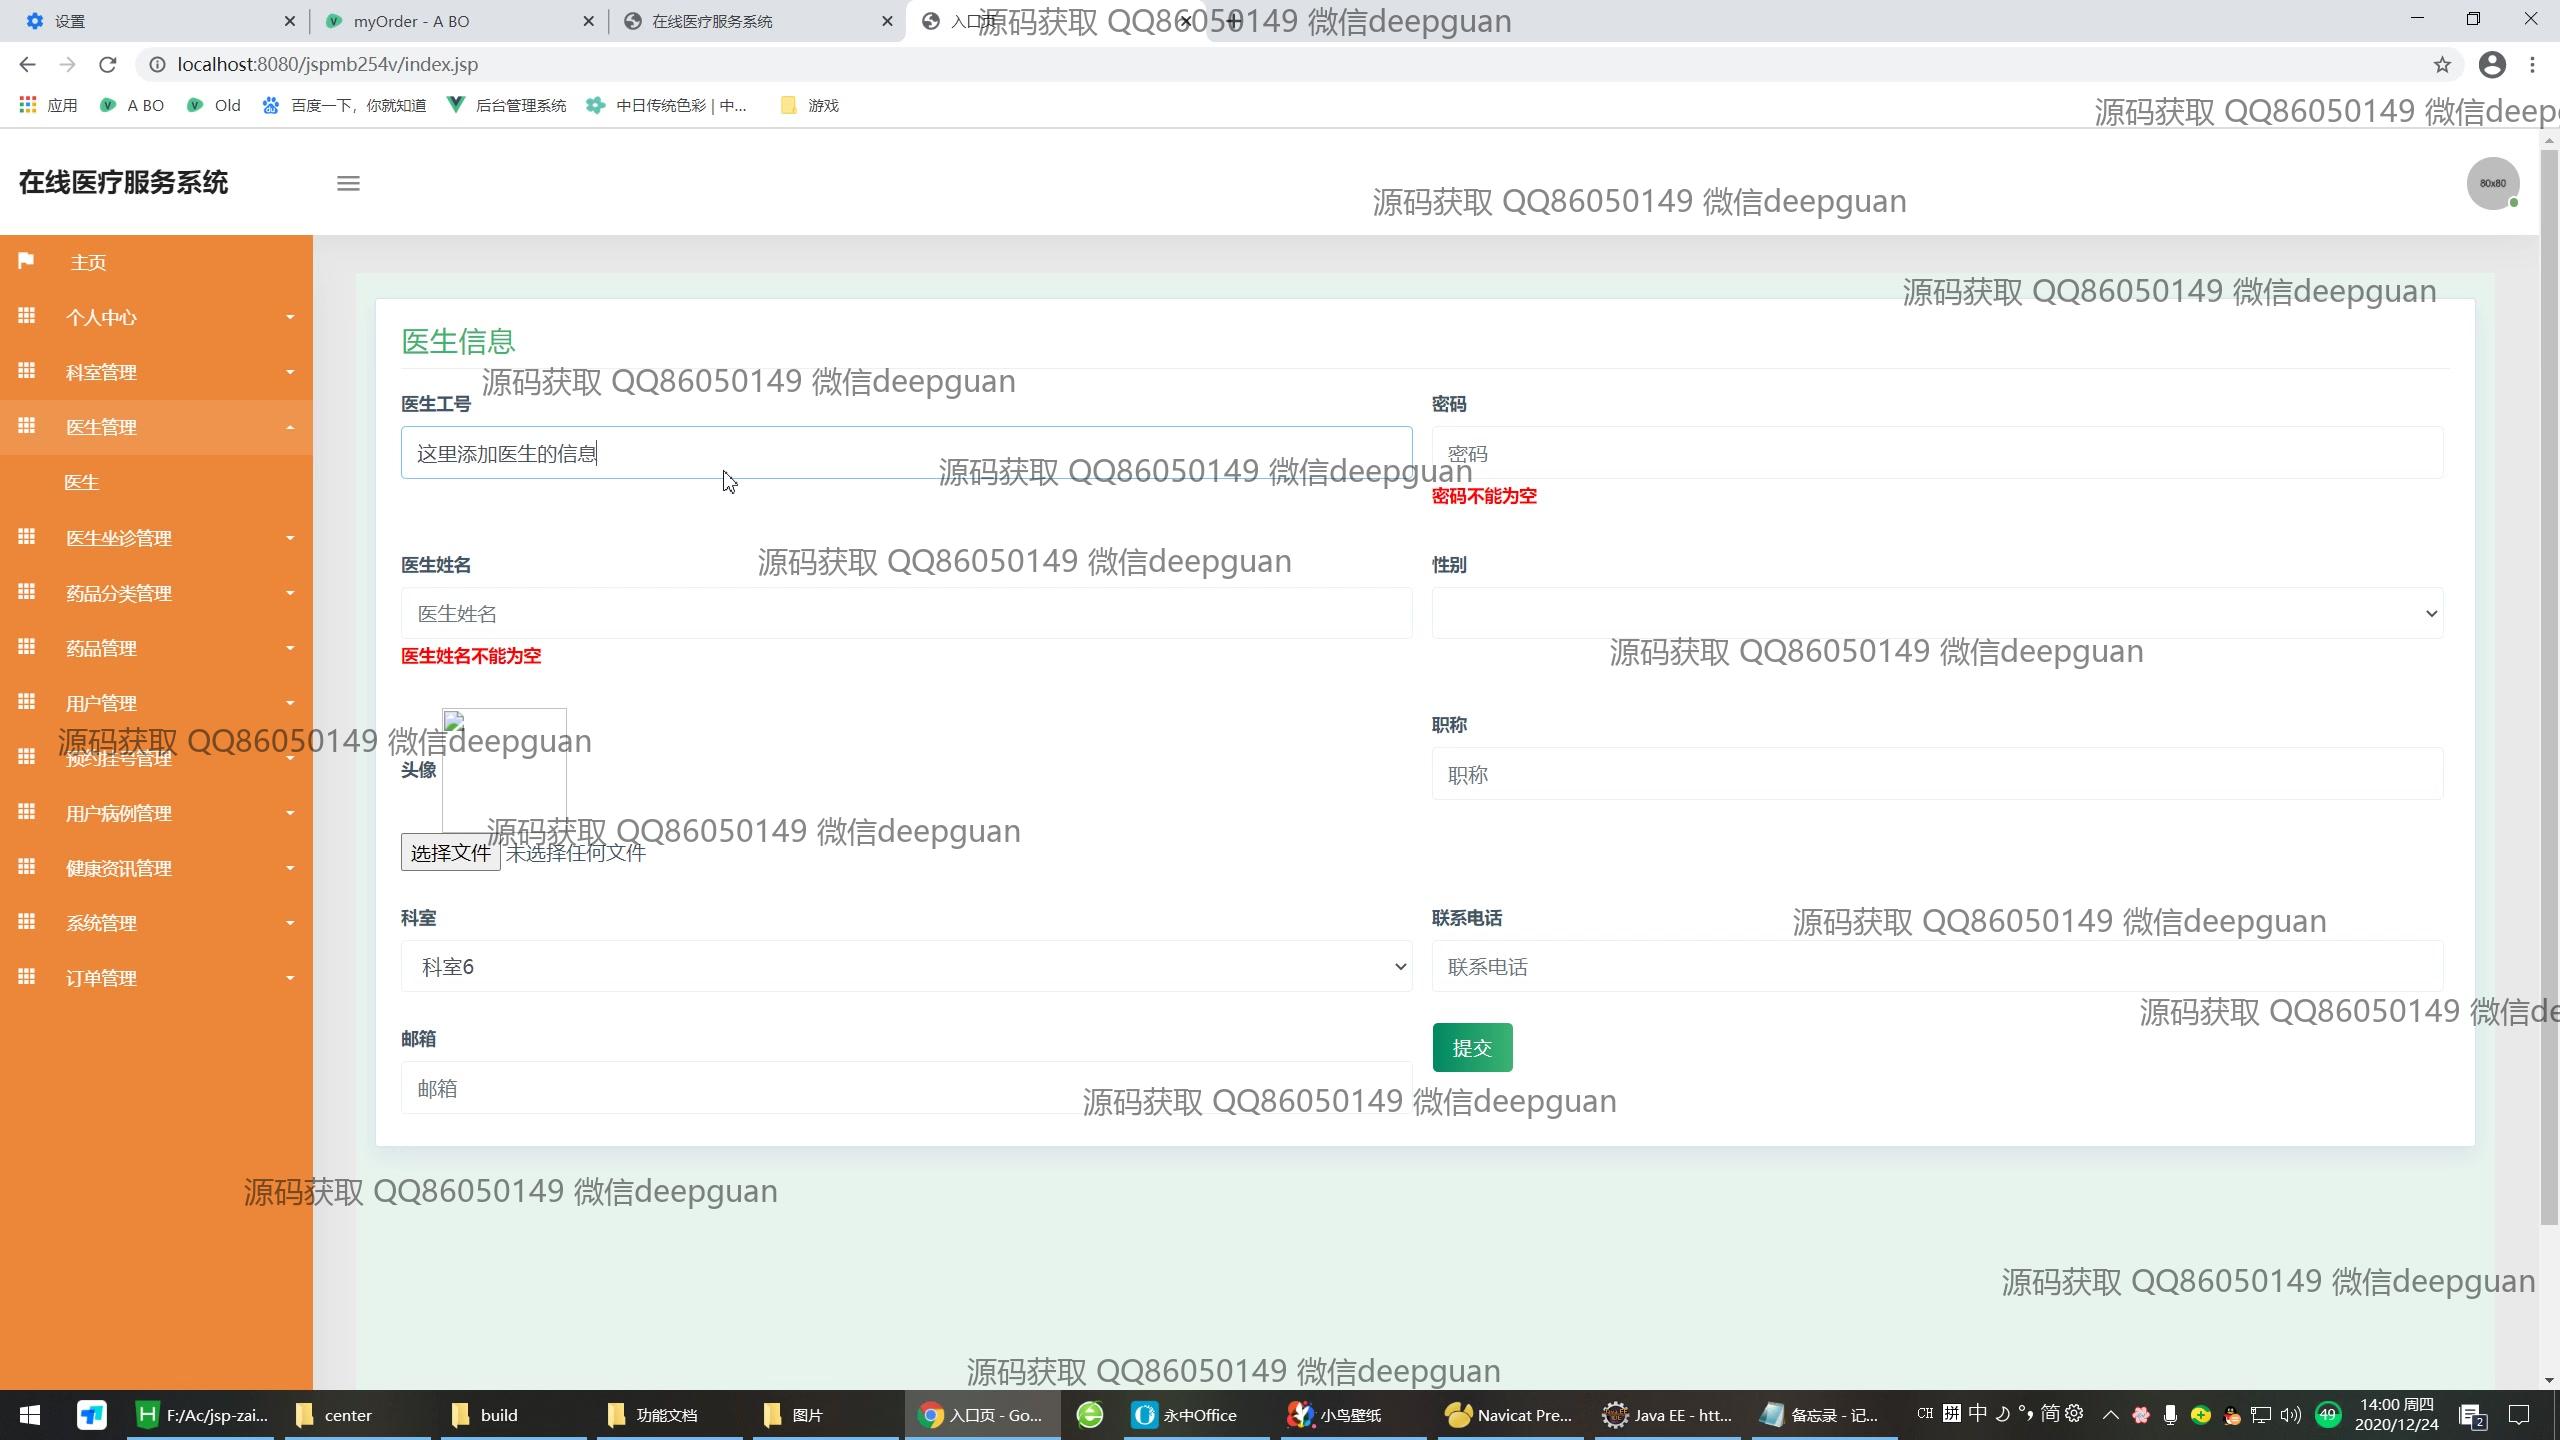 设置
myOrder - A BO
在线医疗服务系统
入口页
源码获取 QQ86050149 微信deepguan
localhost:8080/jspmb254v/index.jsp
应用
A BO
Old
百度一下，你就知道
后台管理系统
中日传统色彩 | 中...
游戏
源码获取 QQ86050149 微信deep
在线医疗服务系统
80x80
源码获取 QQ86050149 微信deepguan
主页
源码获取 QQ86050149 微信deepguan
个人中心
医生信息
科室管理
源码获取 QQ86050149 微信deepguan
医生工号
密码
医生管理
这里添加医生的信息
密码
源码获取 QQ86050149 微信deepguan
医生
密码不能为空
医生坐诊管理
源码获取 QQ86050149 微信deepguan
医生姓名
性别
药品分类管理
医生姓名
药品管理
医生姓名不能为空
源码获取 QQ86050149 微信deepguan
用户管理
职称
源码获取 QQ86050149 微信deepguan
预约挂号管理
头像
职称
用户病例管理
源码获取 QQ86050149 微信deepguan
选择文件 未选择任何文件
健康资讯管理
系统管理
科室
联系电话
源码获取 QQ86050149 微信deepguan
订单管理
科室6
联系电话
源码获取 QQ86050149 微信de
邮箱
提交
邮箱
源码获取 QQ86050149 微信deepguan
源码获取 QQ86050149 微信deepguan
源码获取 QQ86050149 微信deepguan
源码获取 QQ86050149 微信deepguan
F:/Ac/jsp-zai...
center
build
功能文档
图片
入口页 - Go...
永中Office
小鸟壁纸
Navicat Pre...
Java EE - htt...
备忘录 - 记...
CH 拼 中 简
49
14:00 周四
2020/12/24
2